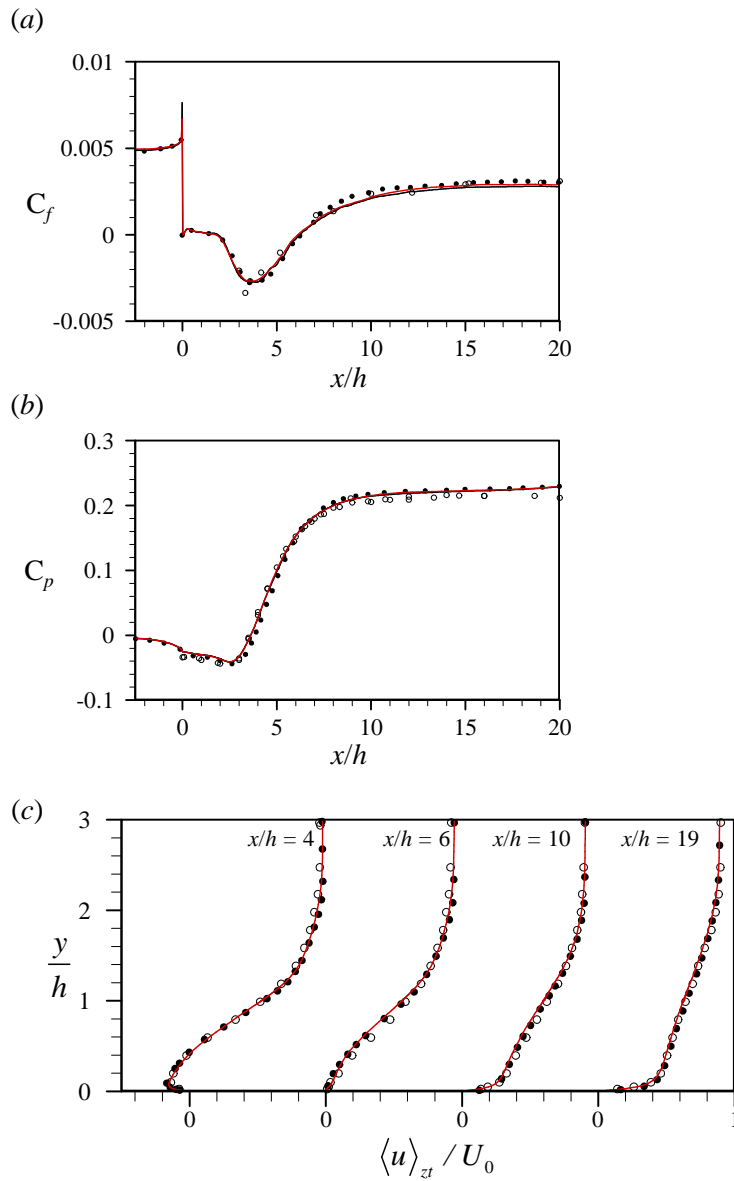 (a)
0.01
0.005
C_f
0
-0.005
0 5 10 15 20
x/h
(b)
0.3
0.2
0.1
C_p
0
-0.1
0 5 10 15 20
x/h
(c)
3
x/h = 4 x/h = 6 x/h = 10 x/h = 19
2
y/h
1
0
0 0 0 0 1
⟨u⟩_zt / U_0